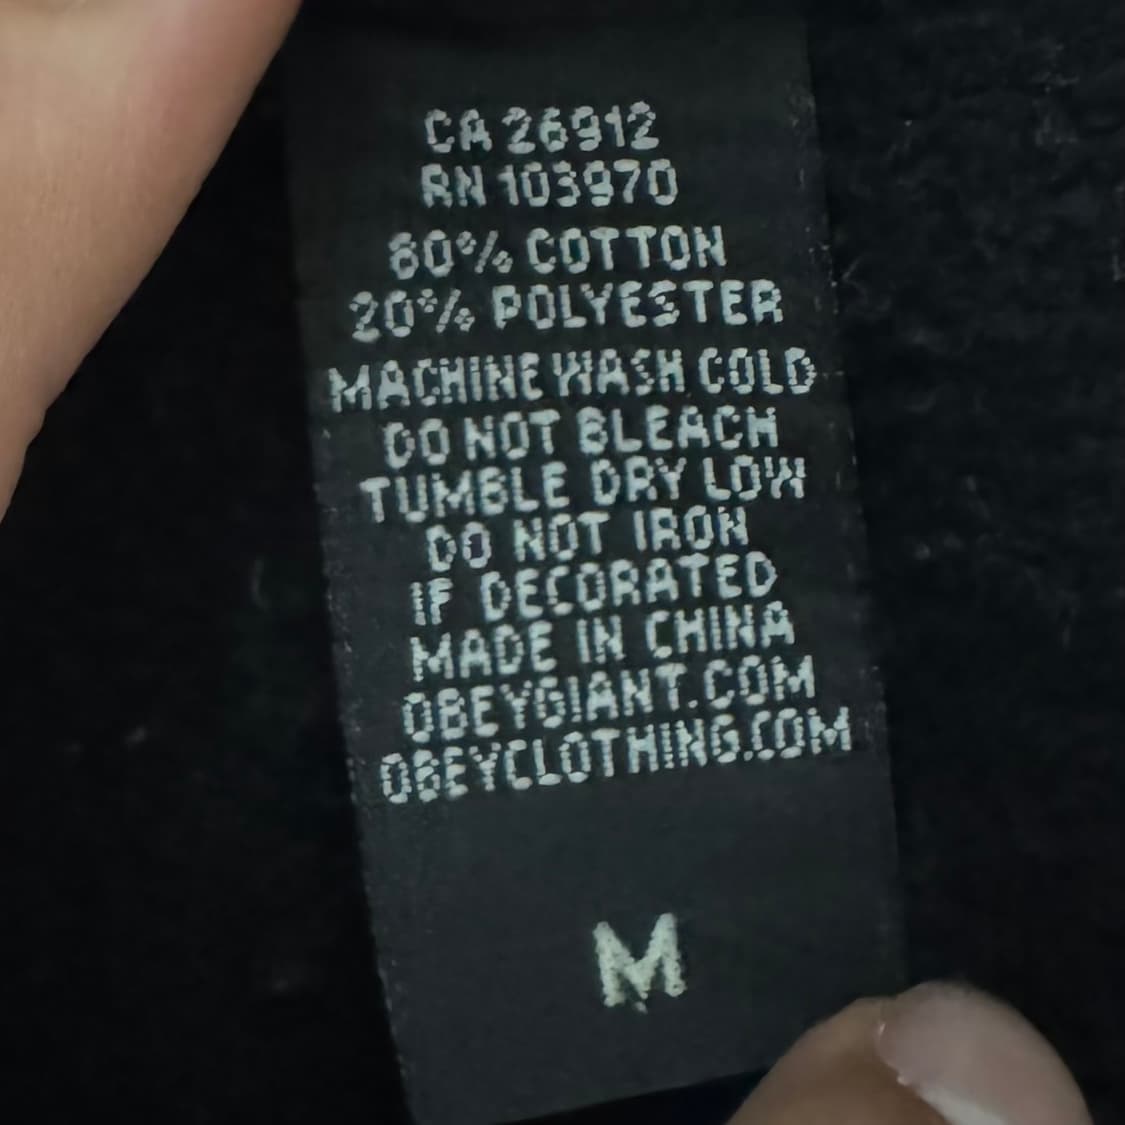 CA 26912
RN 103970
80% COTTON
20% POLYESTER
MACHINE WASH COLD
DO NOT BLEACH
TUMBLE DRY LOW
DO NOT IRON
IF DECORATED
MADE IN CHINA
OBEYGIANT.COM
OBEYCLOTHING.COM
M